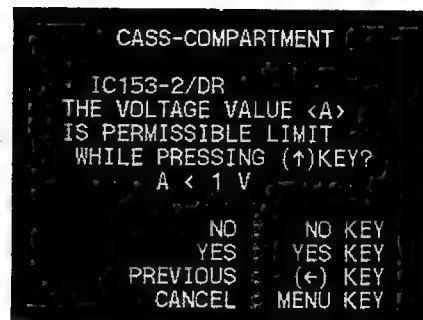 CASS-COMPARTMENT
IC153-2/DR
THE VOLTAGE VALUE <A>
IS PERMISSIBLE LIMIT
WHILE PRESSING (↑)KEY?
A < 1 V
NO : NO KEY
YES : YES KEY
PREVIOUS : (←) KEY
CANCEL : MENU KEY